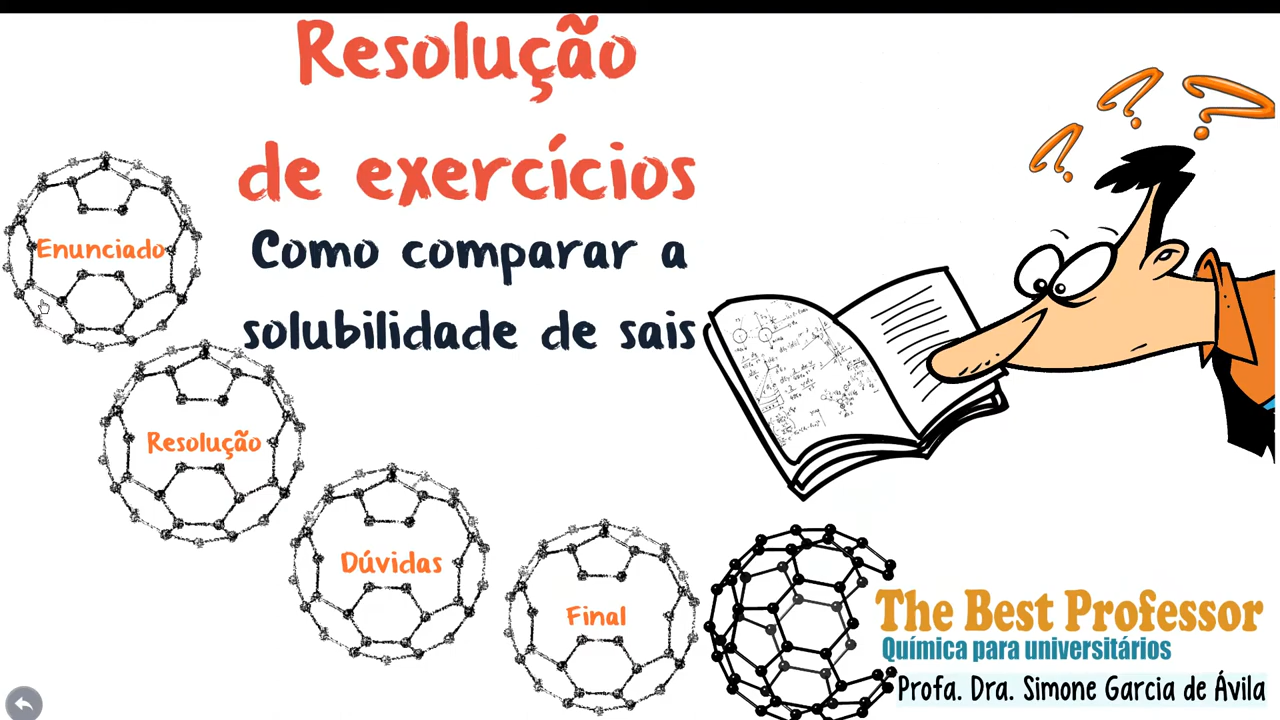 Resolução
de exercícios
Como comparar a
solubilidade de sais
Enunciado
Resolução
Dúvidas
Final
The Best Professor
Química para universitários
Profa. Dra. Simone Garcia de Ávila